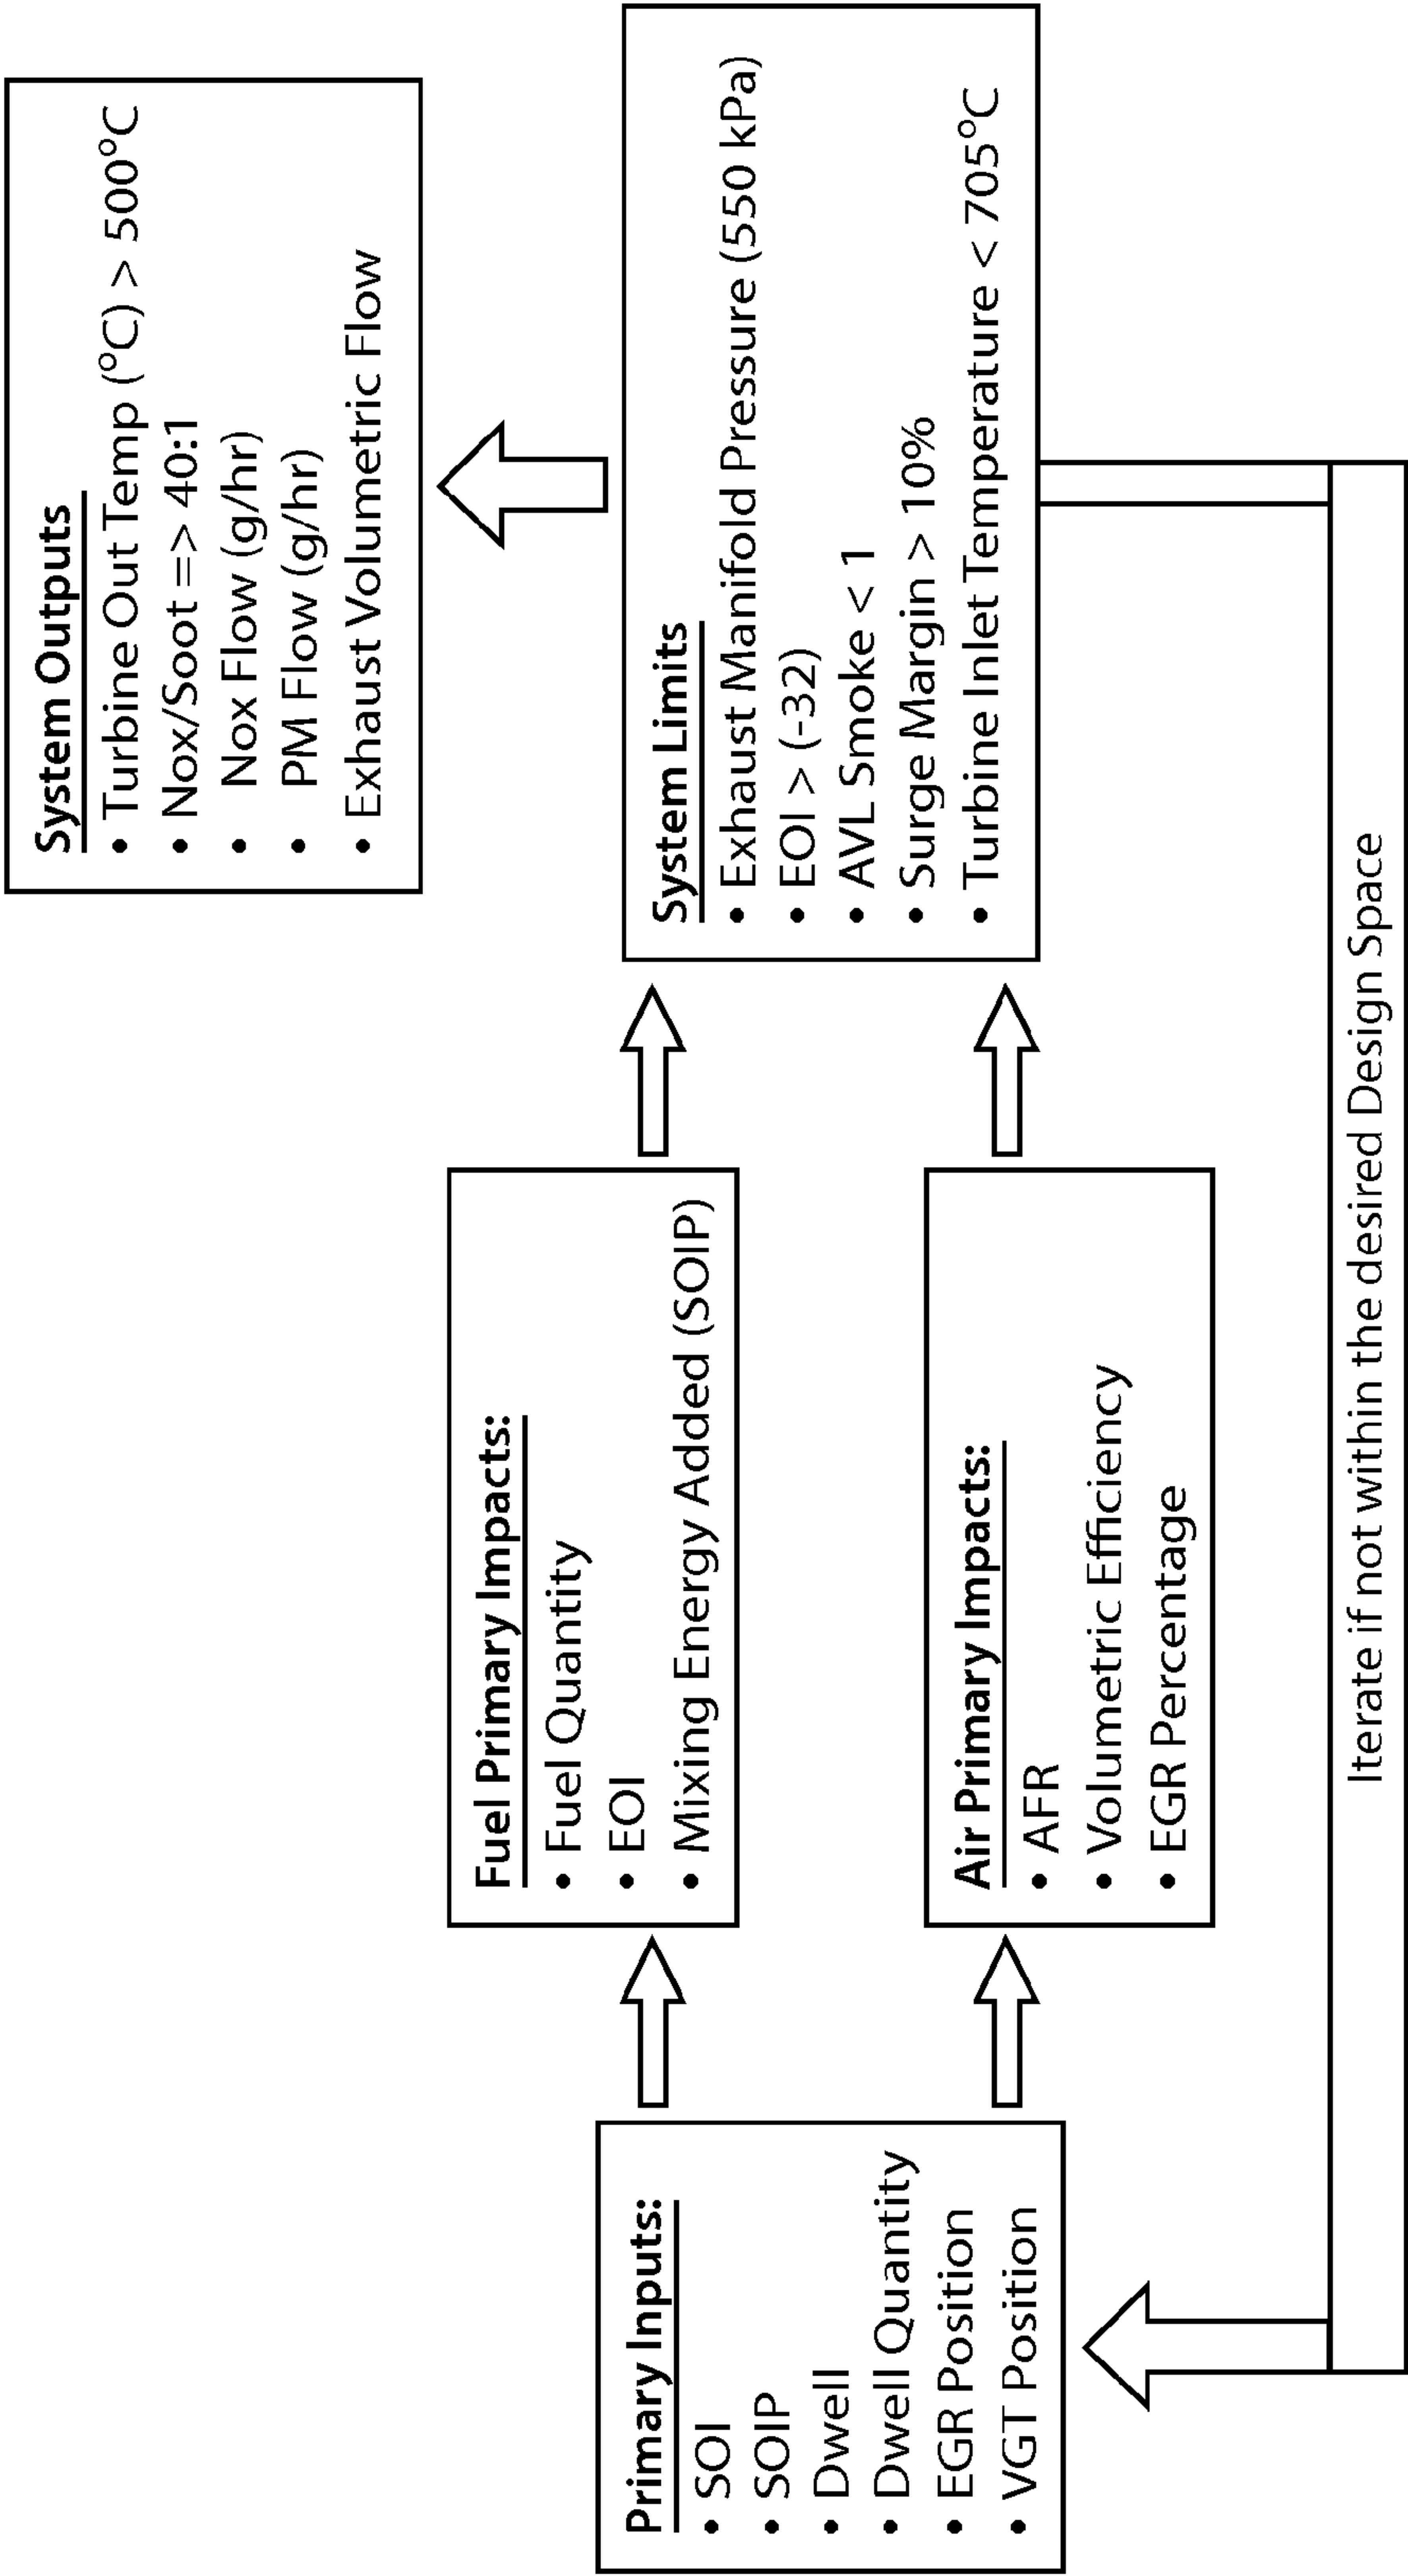 Primary Inputs:
• SOI
• SOIP
• Dwell
• Dwell Quantity
• EGR Position
• VGT Position
Fuel Primary Impacts:
• Fuel Quantity
• EOI
• Mixing Energy Added (SOIP)
Air Primary Impacts:
• AFR
• Volumetric Efficiency
• EGR Percentage
System Limits
• Exhaust Manifold Pressure (550 kPa)
• EOI > (-32)
• AVL Smoke < 1
• Surge Margin > 10%
• Turbine Inlet Temperature < 705°C
System Outputs
• Turbine Out Temp (°C) > 500°C
• Nox/Soot => 40:1
• Nox Flow (g/hr)
• PM Flow (g/hr)
• Exhaust Volumetric Flow
Iterate if not within the desired Design Space